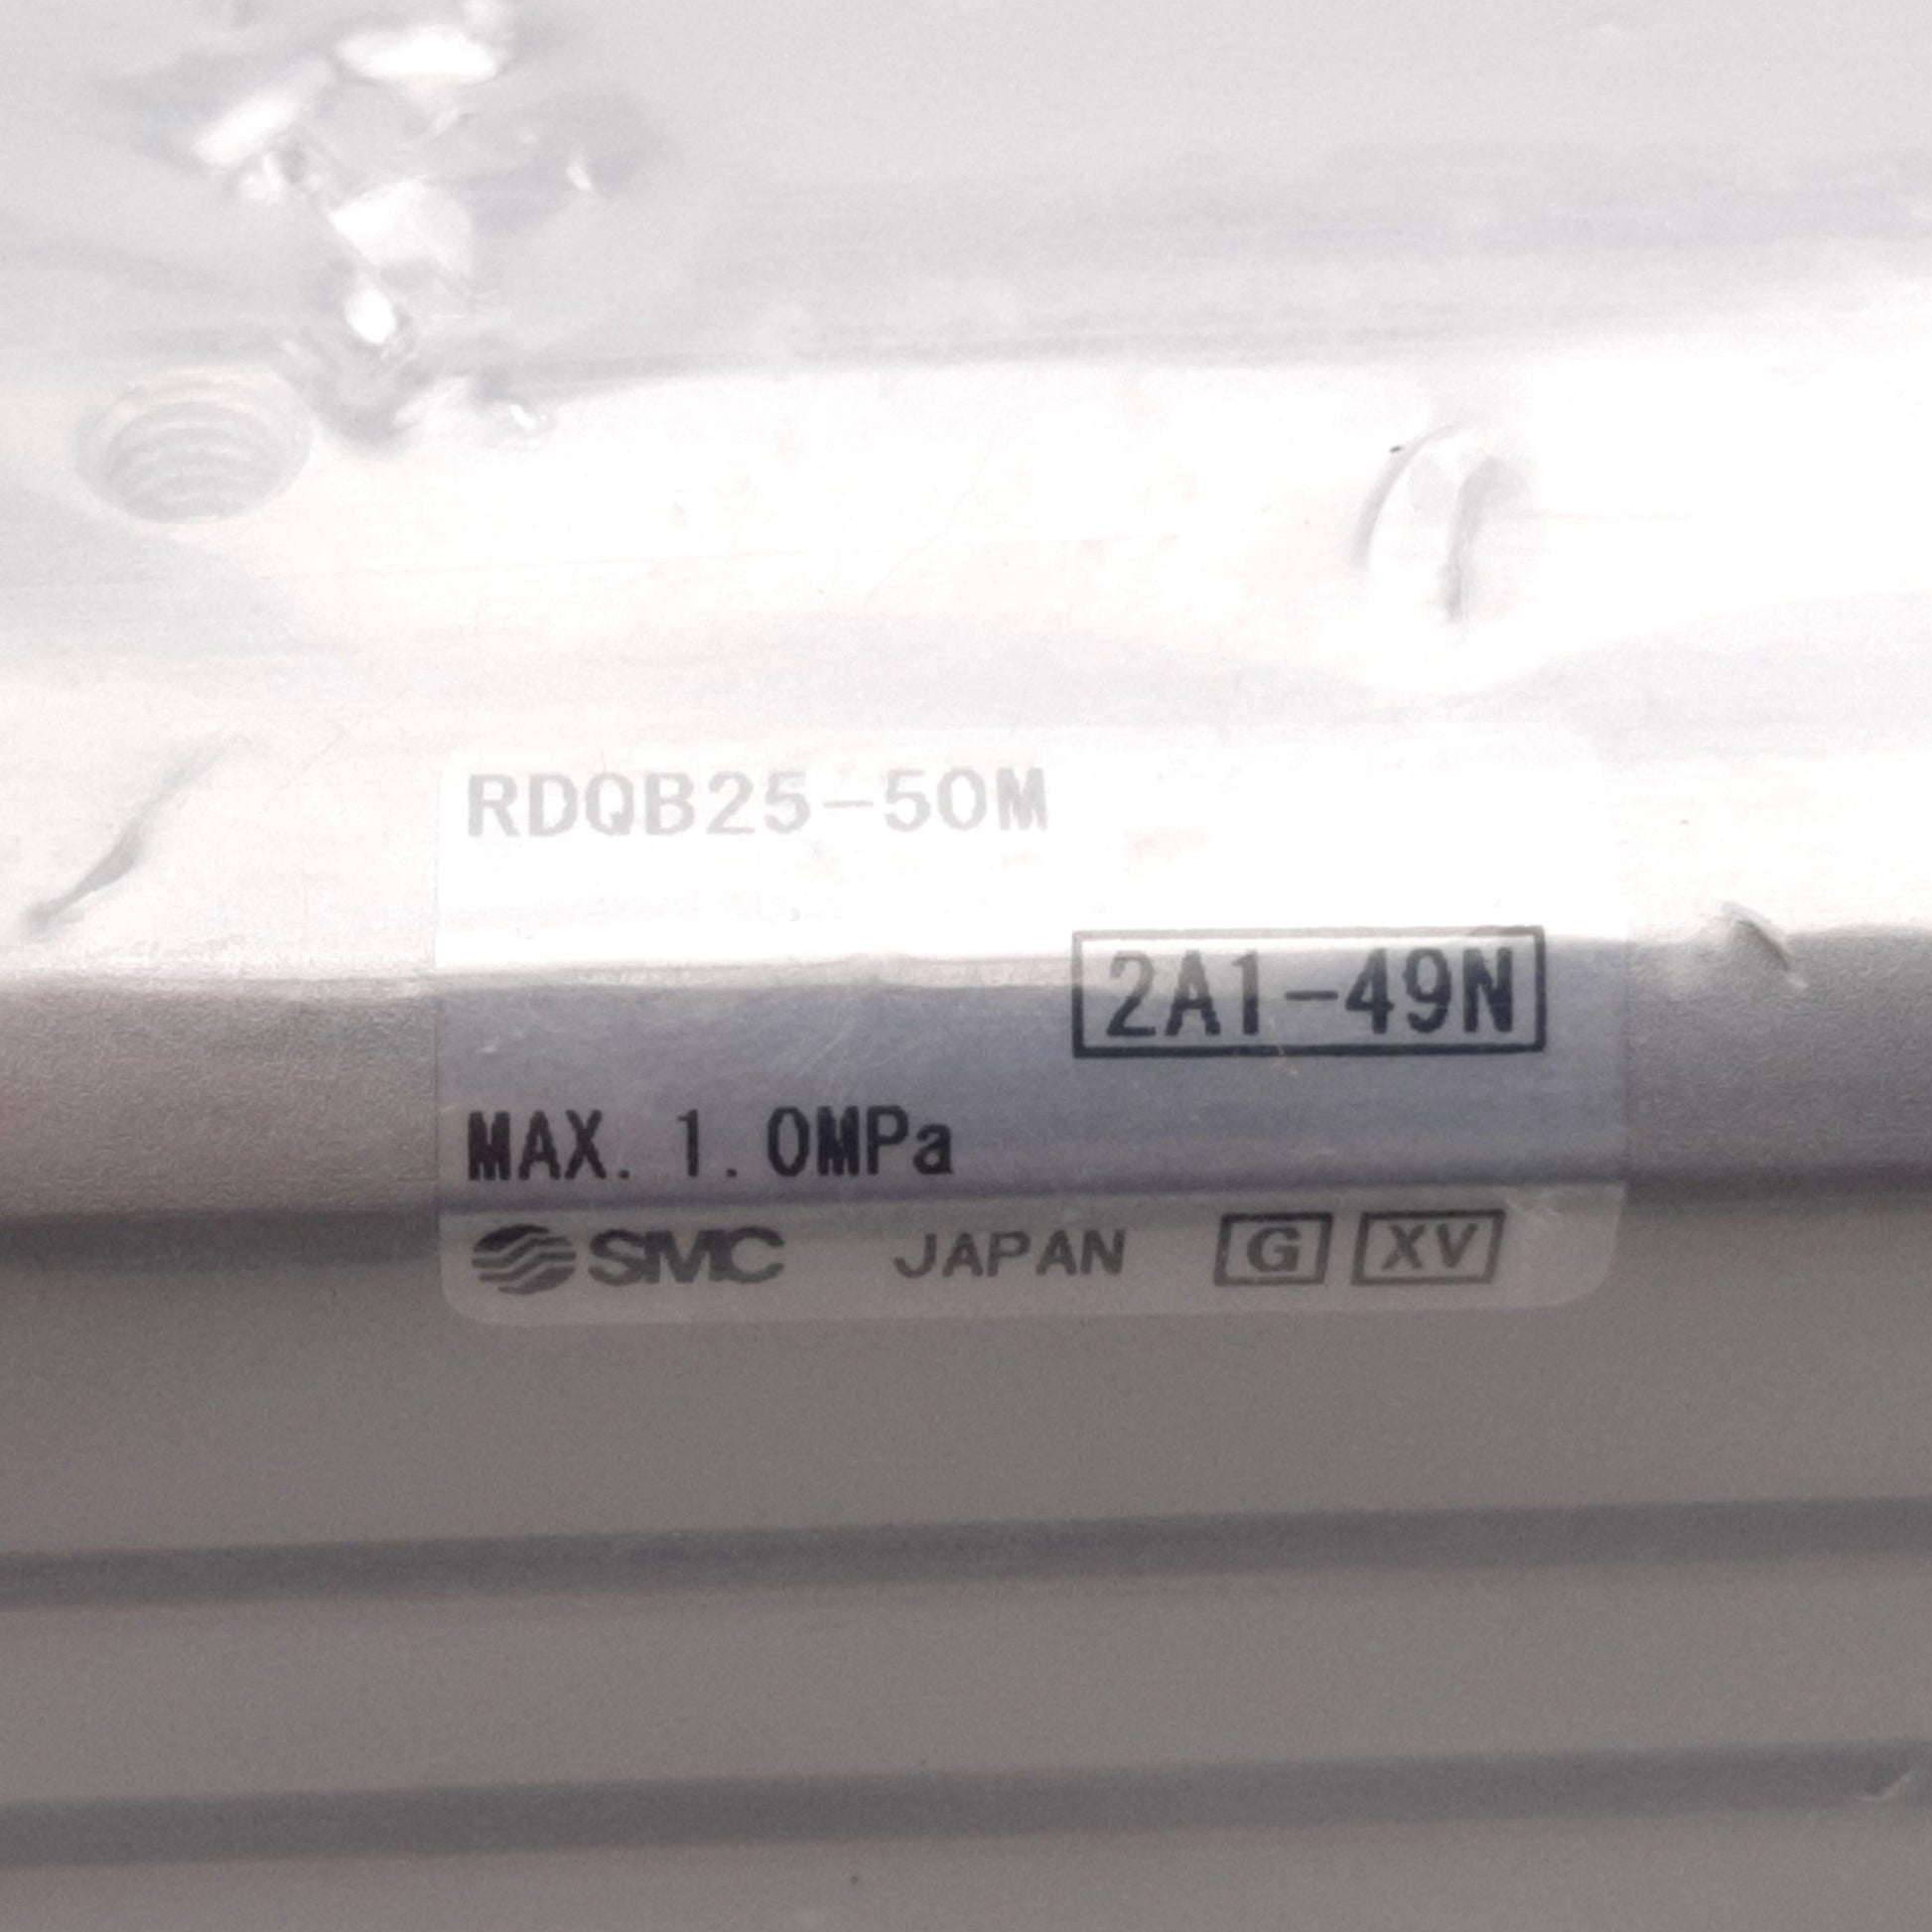 RDQB25-50M
2A1-49N
MAX. 1.0MPa
SMC JAPAN G XV